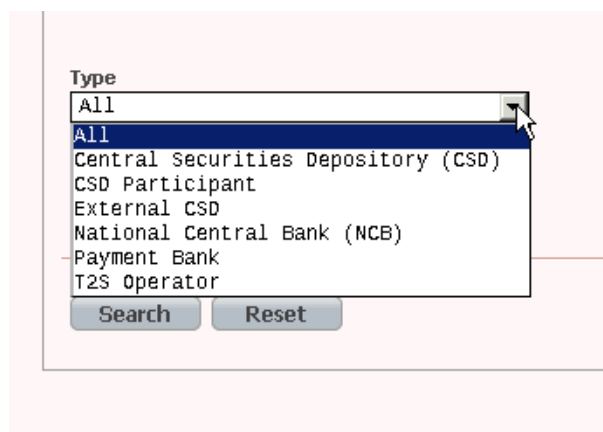 Type
All
All
Central Securities Depository (CSD)
CSD Participant
External CSD
National Central Bank (NCB)
Payment Bank
T2S Operator
Search Reset